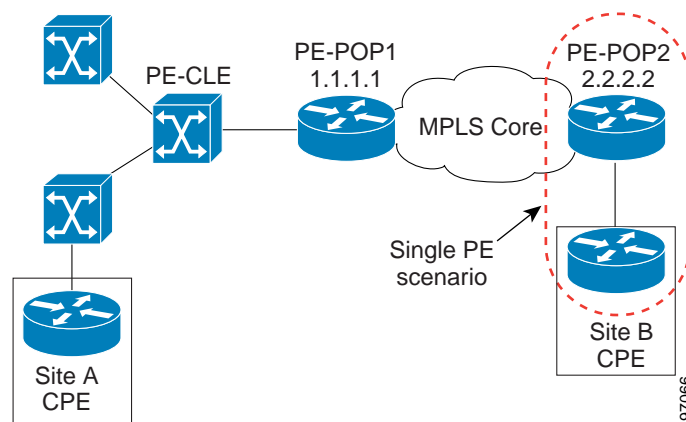 PE-CLE
PE-POP1
1.1.1.1
PE-POP2
2.2.2.2
MPLS Core
Single PE
scenario
Site A
CPE
Site B
CPE
97066